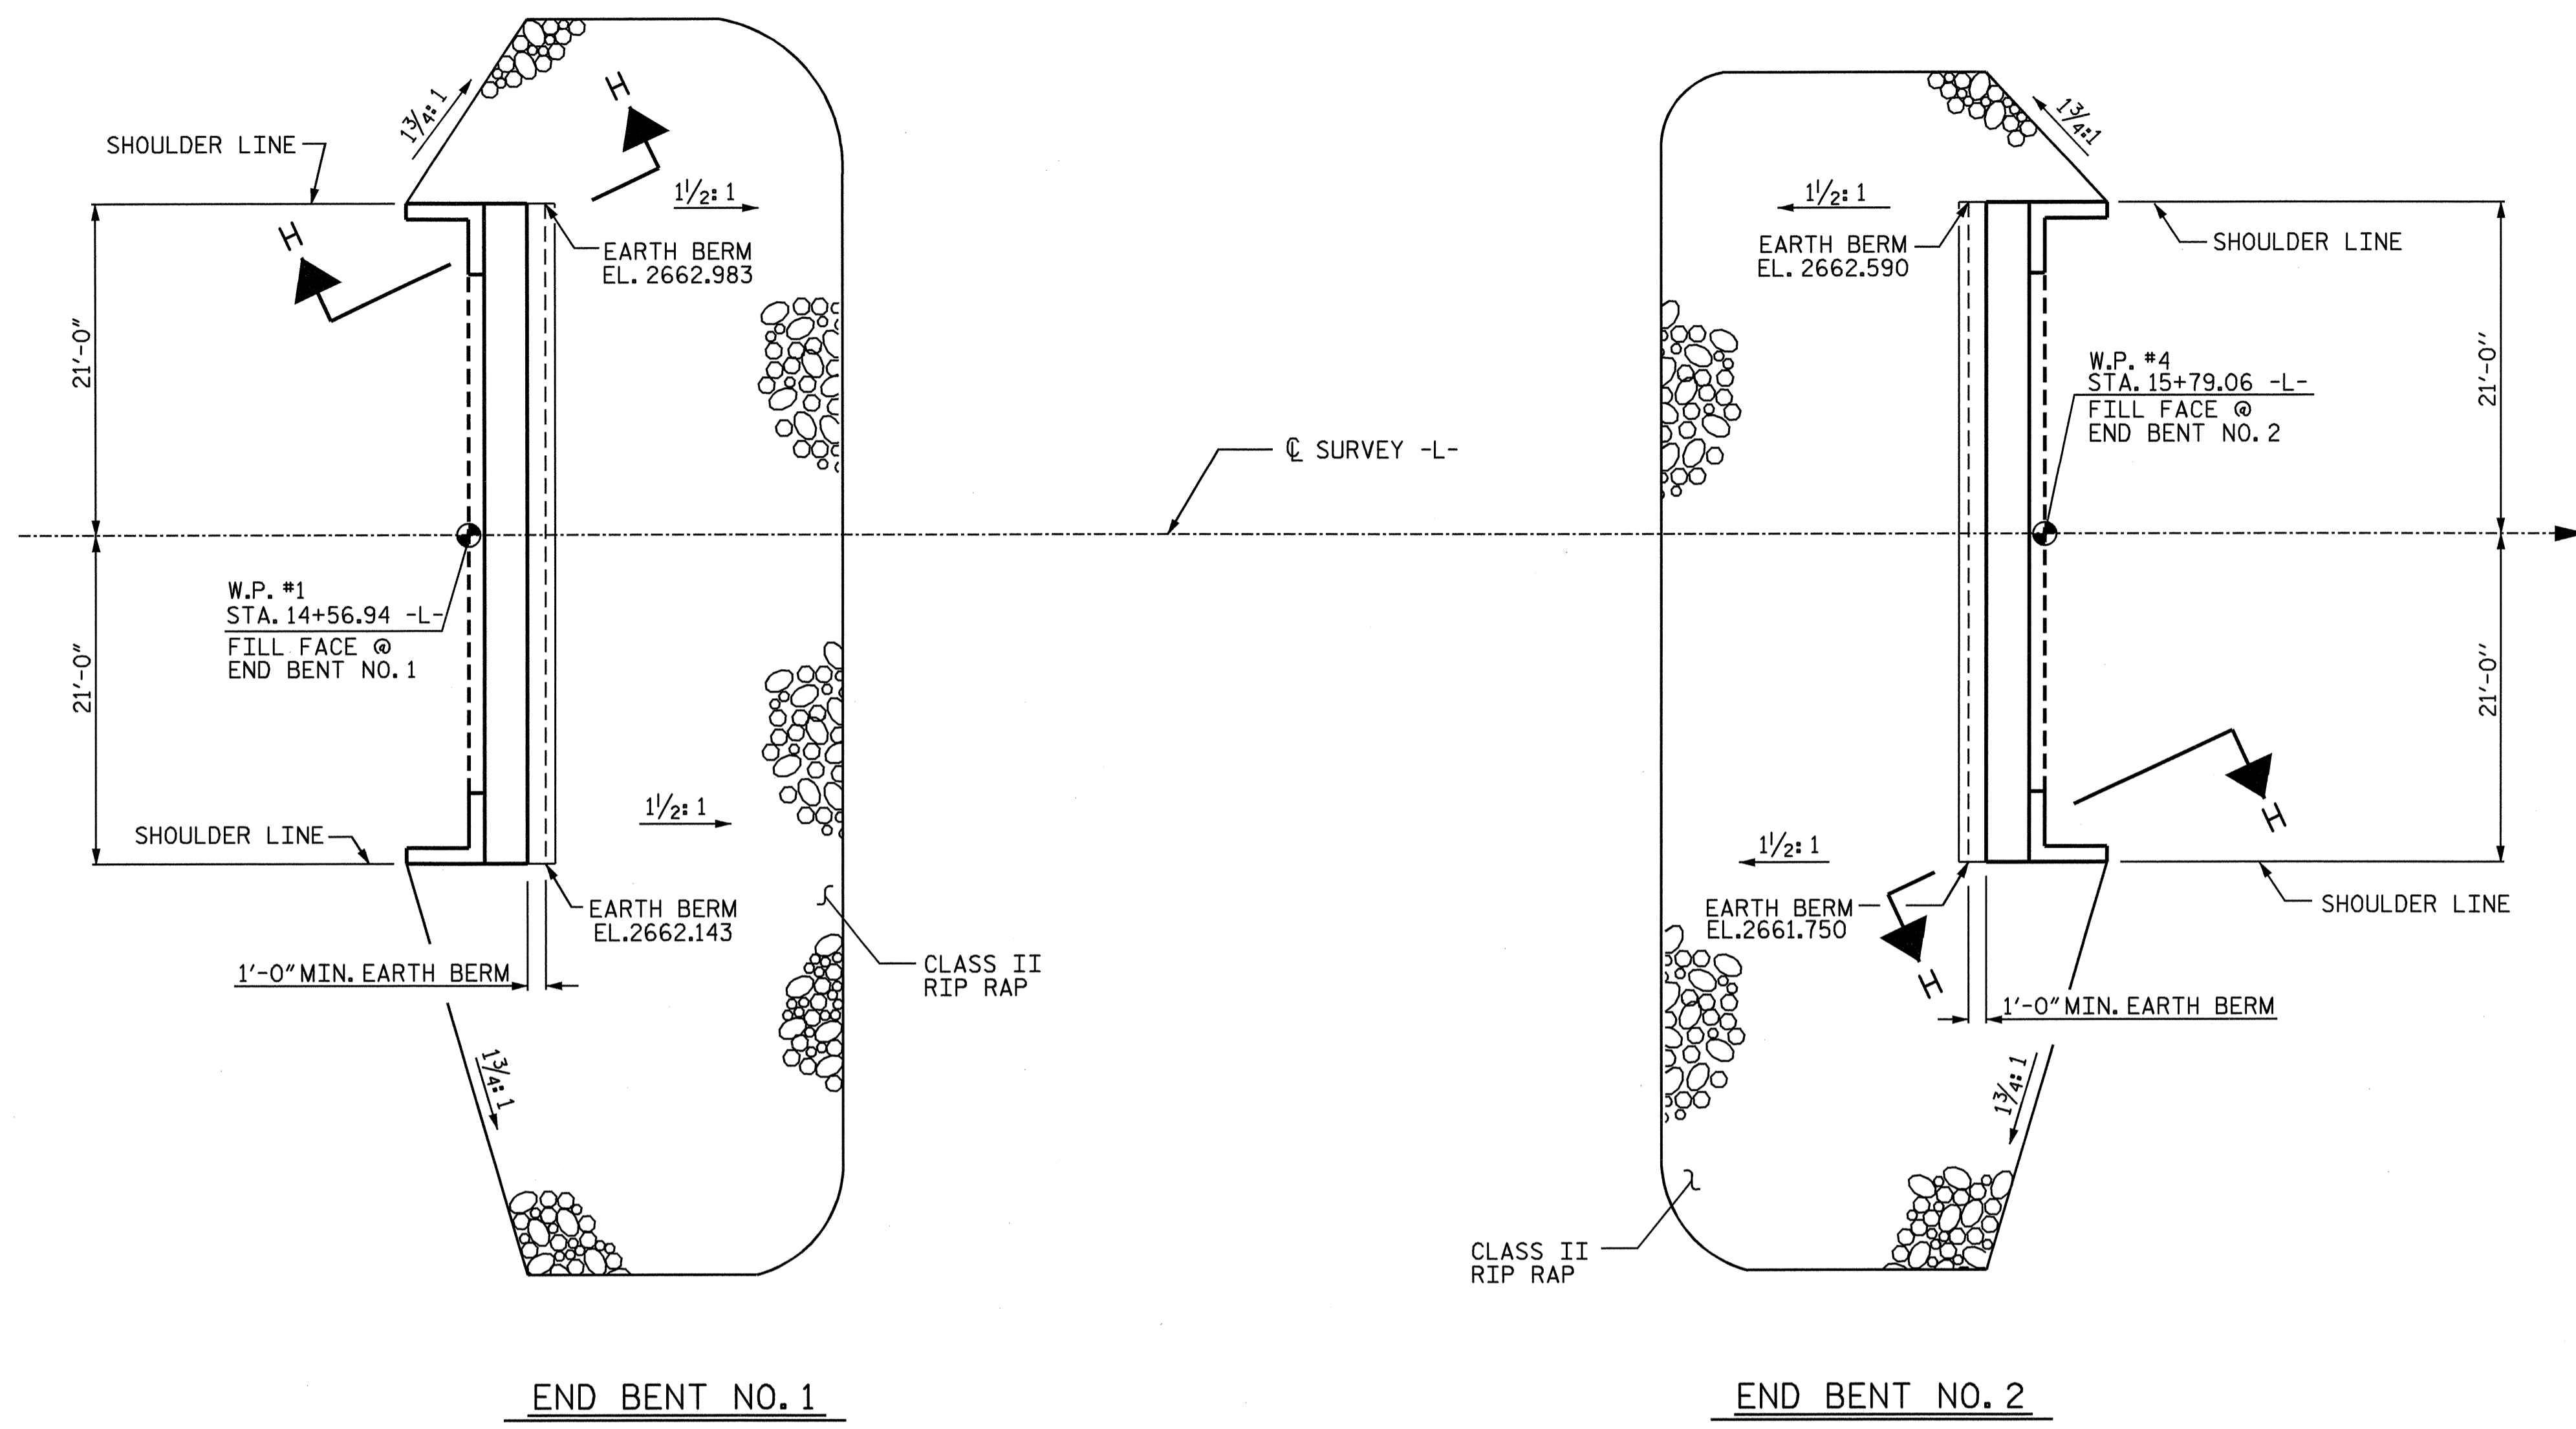 1¾:1
H
SHOULDER LINE
1½:1
H
EARTH BERM
EL. 2662.983
21'-0"
W.P. #1
STA. 14+56.94 -L-
FILL FACE @
END BENT NO. 1
21'-0"
1½:1
SHOULDER LINE
EARTH BERM
EL.2662.143
1'-0" MIN. EARTH BERM
CLASS II
RIP RAP
1¾:1
END BENT NO. 1
℄ SURVEY -L-
1¾:1
1½:1
EARTH BERM
EL. 2662.590
SHOULDER LINE
21'-0"
W.P. #4
STA. 15+79.06 -L-
FILL FACE @
END BENT NO. 2
21'-0"
H
1½:1
EARTH BERM
EL.2661.750
SHOULDER LINE
H
1'-0" MIN. EARTH BERM
1¾:1
CLASS II
RIP RAP
END BENT NO. 2